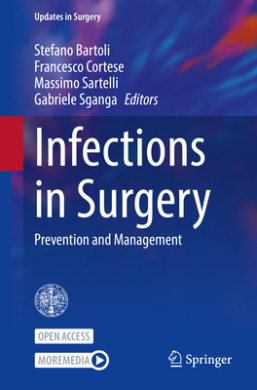 Updates in Surgery
Stefano Bartoli
Francesco Cortese
Massimo Sartelli
Gabriele Sganga Editors
Infections
in Surgery
Prevention and Management
OPEN ACCESS
MOREMEDIA
Springer